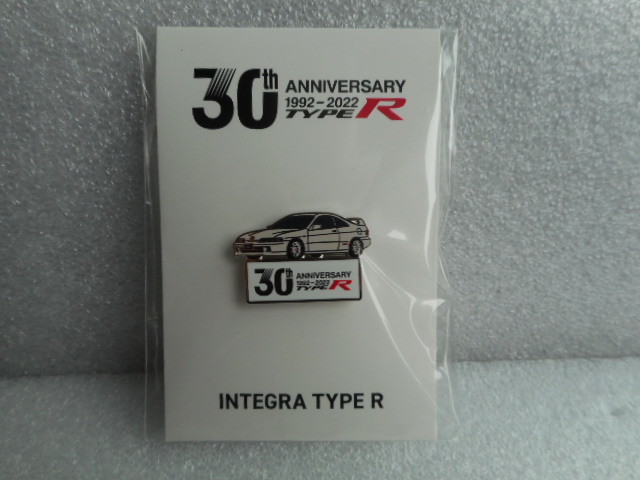 30th ANNIVERSARY
1992-2022
TYPE R
30th ANNIVERSARY
1992-2022
TYPE R
INTEGRA TYPE R